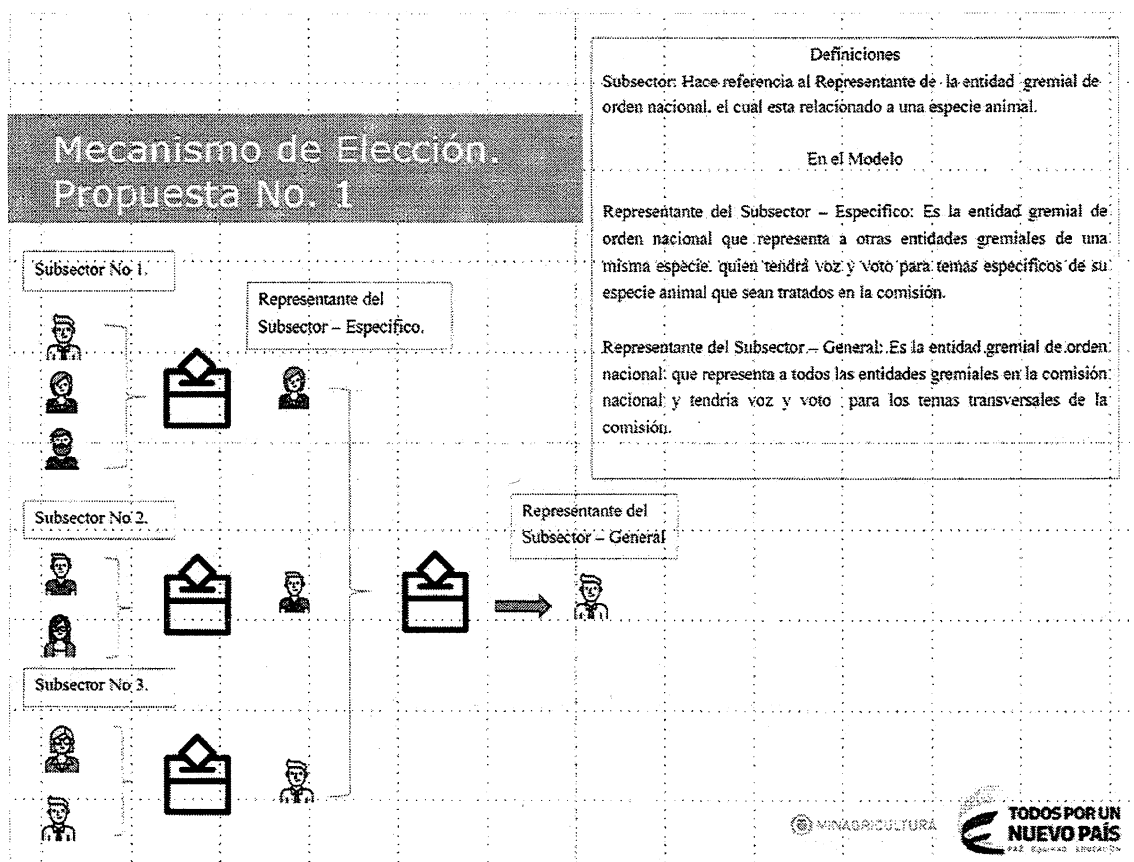 Mecanismo de Elección.
Propuesta No. 1
Definiciones
Subsector: Hace referencia al Representante de la entidad gremial de
orden nacional. el cual esta relacionado a una especie animal.
En el Modelo
Representante del Subsector – Especifico: Es la entidad gremial de
orden nacional que representa a otras entidades gremiales de una
misma especie. quien tendrá voz y voto para temas específicos de su
especie animal que sean tratados en la comisión.
Representante del Subsector – General: Es la entidad gremial de orden
nacional que representa a todos las entidades gremiales en la comisión
nacional y tendría voz y voto para los temas transversales de la
comisión.
Subsector No 1.
Representante del
Subsector – Especifico.
Subsector No 2.
Representante del
Subsector – General
Subsector No 3.
MINAGRICULTURA
TODOS POR UN
NUEVO PAÍS
PAZ EQUIDAD EDUCACIÓN